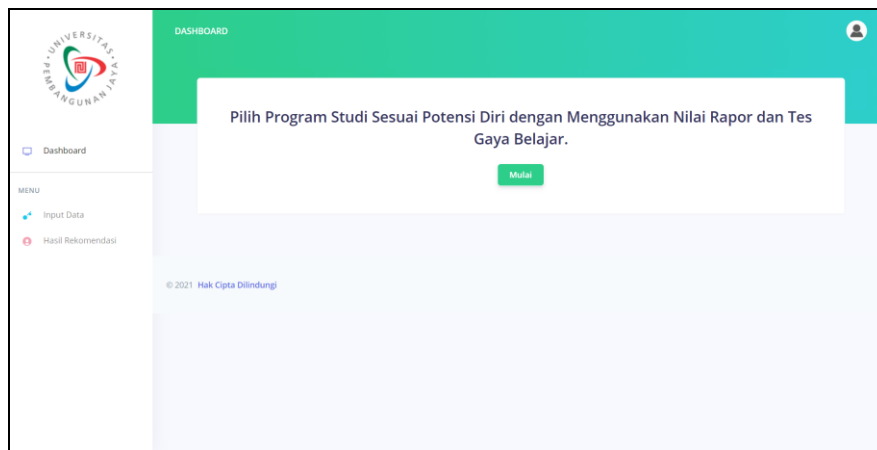 UNIVERSITAS
PEMBANGUNAN JAYA
Dashboard
MENU
Input Data
Hasil Rekomendasi
DASHBOARD
Pilih Program Studi Sesuai Potensi Diri dengan Menggunakan Nilai Rapor dan Tes
Gaya Belajar.
Mulai
© 2021 Hak Cipta Dilindungi